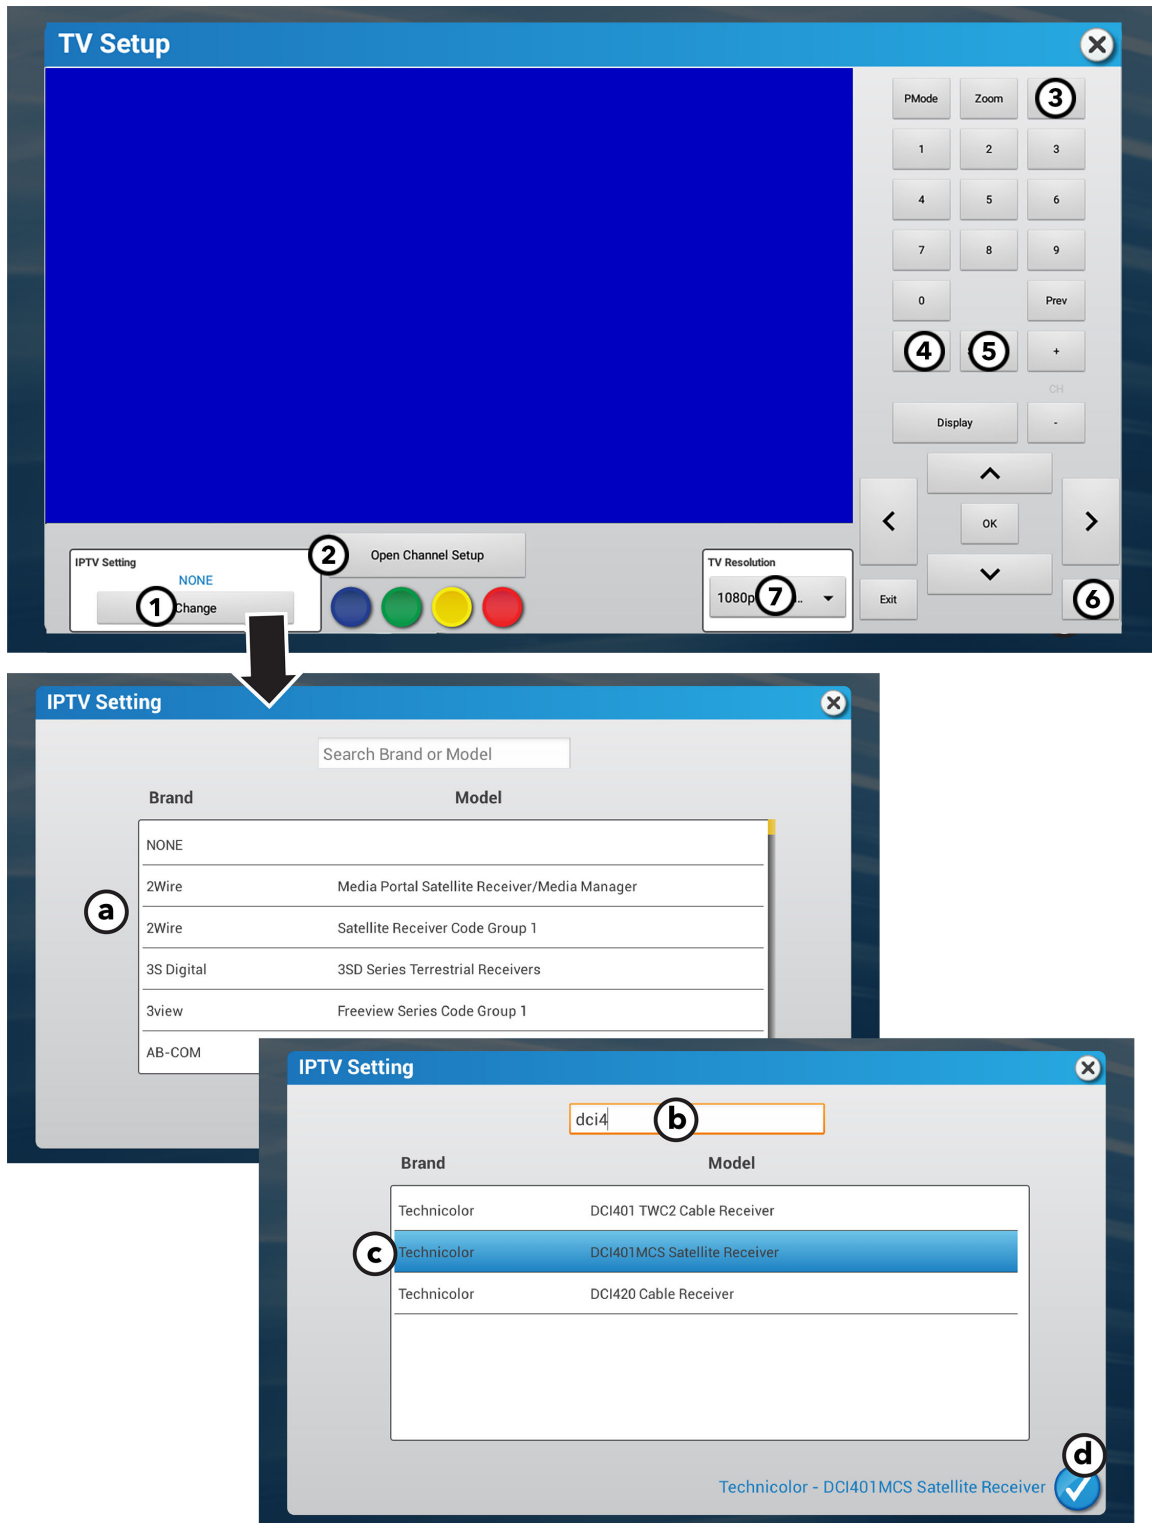 TV Setup
PMode
Zoom
3
1
2
3
4
5
6
7
8
9
0
Prev
4
5
+
CH
Display
-
OK
Exit
6
IPTV Setting
NONE
1
Change
2
Open Channel Setup
TV Resolution
1080p
7
..
IPTV Setting
Search Brand or Model
Brand Model
NONE
2Wire Media Portal Satellite Receiver/Media Manager
a
2Wire Satellite Receiver Code Group 1
3S Digital 3SD Series Terrestrial Receivers
3view Freeview Series Code Group 1
AB-COM
IPTV Setting
dci4
b
Brand Model
Technicolor DCI401 TWC2 Cable Receiver
c
Technicolor DCI401MCS Satellite Receiver
Technicolor DCI420 Cable Receiver
d
Technicolor - DCI401MCS Satellite Receiver